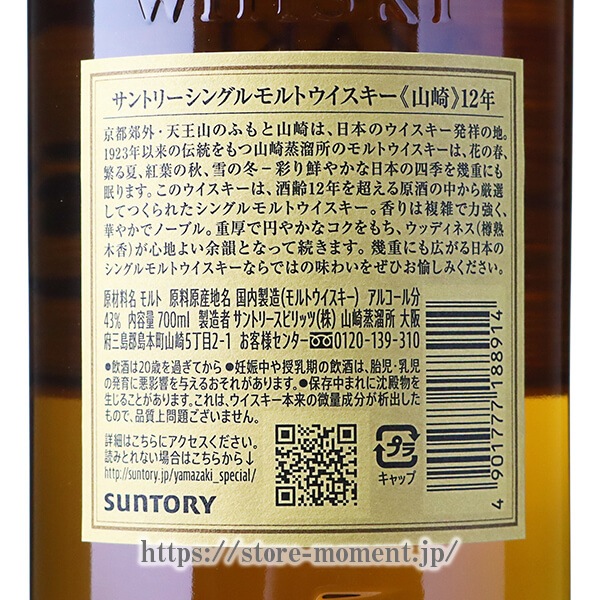 WHISKY
サントリーシングルモルトウイスキー《山崎》12年
京都郊外・天王山のふもと山崎は、日本のウイスキー発祥の地。
1923年以来の伝統をもつ山崎蒸溜所のモルトウイスキーは、花の春、
繁る夏、紅葉の秋、雪の冬−彩り鮮やかな日本の四季を幾重にも
眠ります。このウイスキーは、酒齢12年を超える原酒の中から厳選
してつくられたシングルモルトウイスキー。香りは複雑で力強く、
華やかでノーブル。重厚で円やかなコクをもち、ウッディネス(樽熟
木香)が心地よい余韻となって続きます。幾重にも広がる日本の
シングルモルトウイスキーならではの味わいをぜひお愉しみください。
原材料名 モルト 原料原産地名 国内製造(モルトウイスキー) アルコール分
43% 内容量700ml 製造者 サントリースピリッツ(株) 山崎蒸溜所 大阪
府三島郡島本町山崎5丁目2-1 お客様センター0120-139-310
●飲酒は20歳を過ぎてから ●妊娠中や授乳期の飲酒は、胎児・乳児
の発育に悪影響を与えるおそれがあります。●保存中まれに沈殿物を
生じることがあります。これは、ウイスキー本来の微量成分が析出した
もので、品質上問題ございません。
詳細はこちらにアクセスください。
読みとれない場合はこちらから↓
http://suntory.jp/yamazaki_special/
SUNTORY
プラ
キャップ
4 901777 188914
https://store-moment.jp/